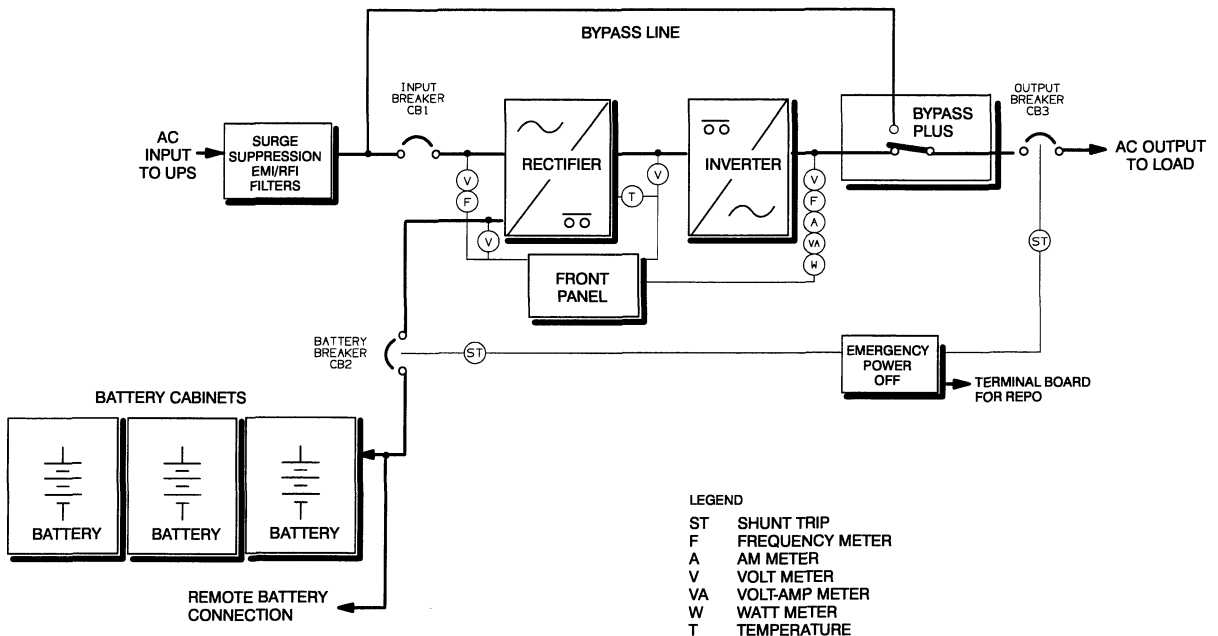 BYPASS LINE
INPUT
BREAKER
CB1
OUTPUT
BREAKER
CB3
BYPASS
PLUS
AC
INPUT
TO UPS
SURGE
SUPPRESSION
EMI/RFI
FILTERS
RECTIFIER
INVERTER
AC OUTPUT
TO LOAD
V
F
V
T
V
V
F
A
VA
W
ST
FRONT
PANEL
BATTERY
BREAKER
CB2
ST
EMERGENCY
POWER
OFF
TERMINAL BOARD
FOR REPO
BATTERY CABINETS
BATTERY
BATTERY
BATTERY
REMOTE BATTERY
CONNECTION
LEGEND
ST SHUNT TRIP
F FREQUENCY METER
A AM METER
V VOLT METER
VA VOLT-AMP METER
W WATT METER
T TEMPERATURE